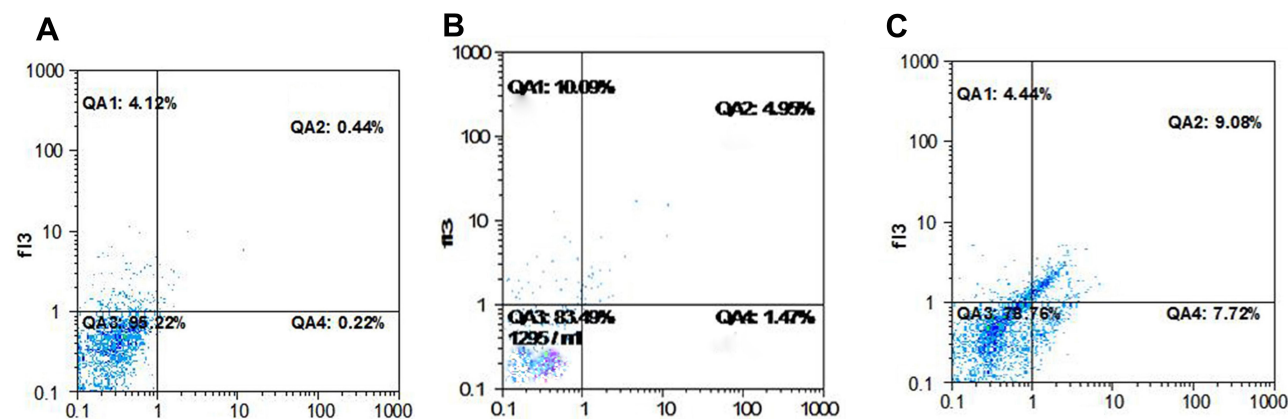 A
1000
100
10
1
0.1
fl3
QA1: 4.12%
QA2: 0.44%
QA3: 95.22%
QA4: 0.22%
0.1 1 10 100 1000
B
1000
100
10
1
0.1
fl3
QA1: 10.09%
QA2: 4.95%
QA3: 83.49%
QA4: 1.47%
1295 / ml
0.1 1 10 100 1000
C
1000
100
10
1
0.1
fl3
QA1: 4.44%
QA2: 9.08%
QA3: 78.76%
QA4: 7.72%
0.1 1 10 100 1000